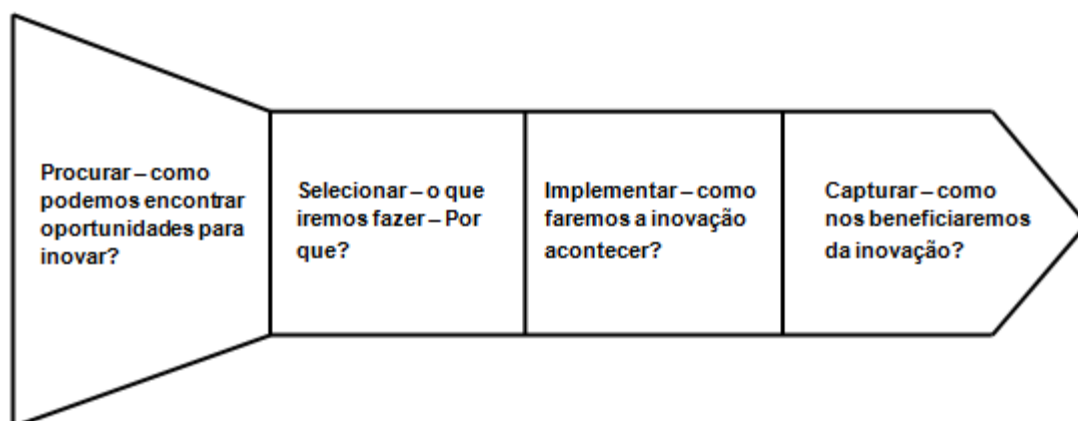 Procurar – como
podemos encontrar
oportunidades para
inovar?
Selecionar – o que
iremos fazer – Por
que?
Implementar – como
faremos a inovação
acontecer?
Capturar – como
nos beneficiaremos
da inovação?